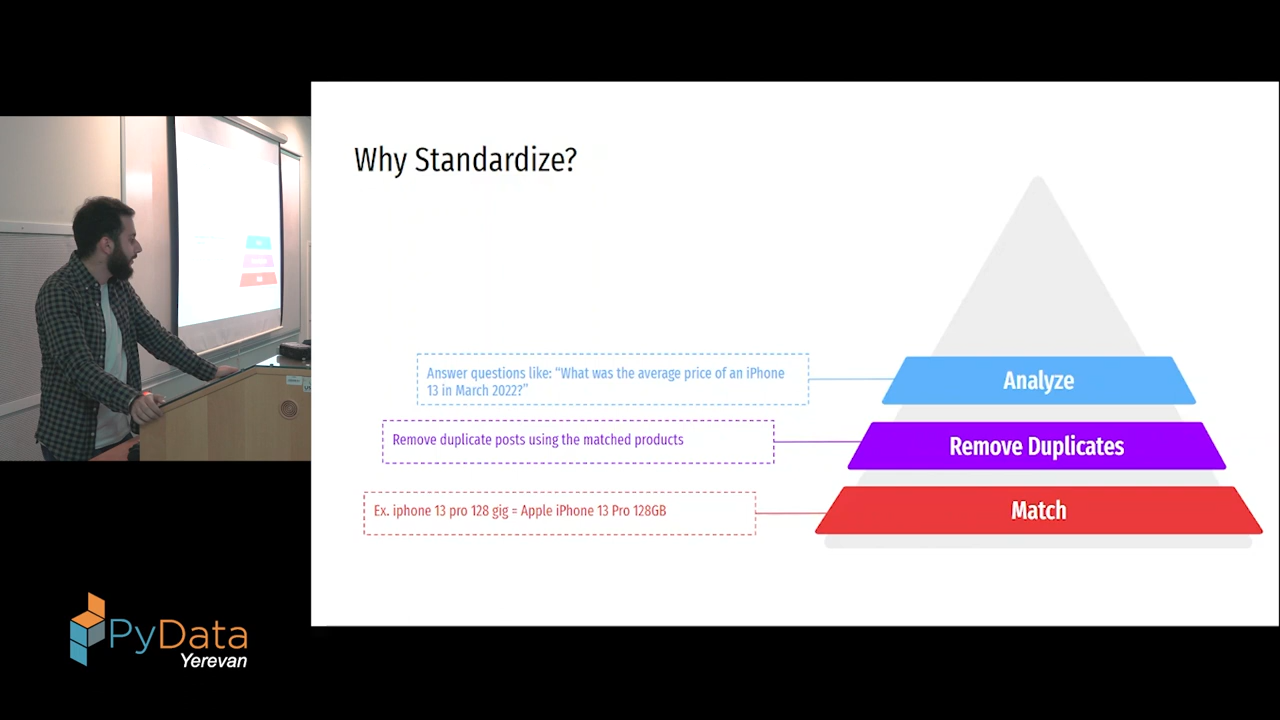 Why Standardize?
Answer questions like: “What was the average price of an iPhone
13 in March 2022?”
Analyze
Remove duplicate posts using the matched products
Remove Duplicates
Ex. iphone 13 pro 128 gig = Apple iPhone 13 Pro 128GB
Match
PyData
Yerevan